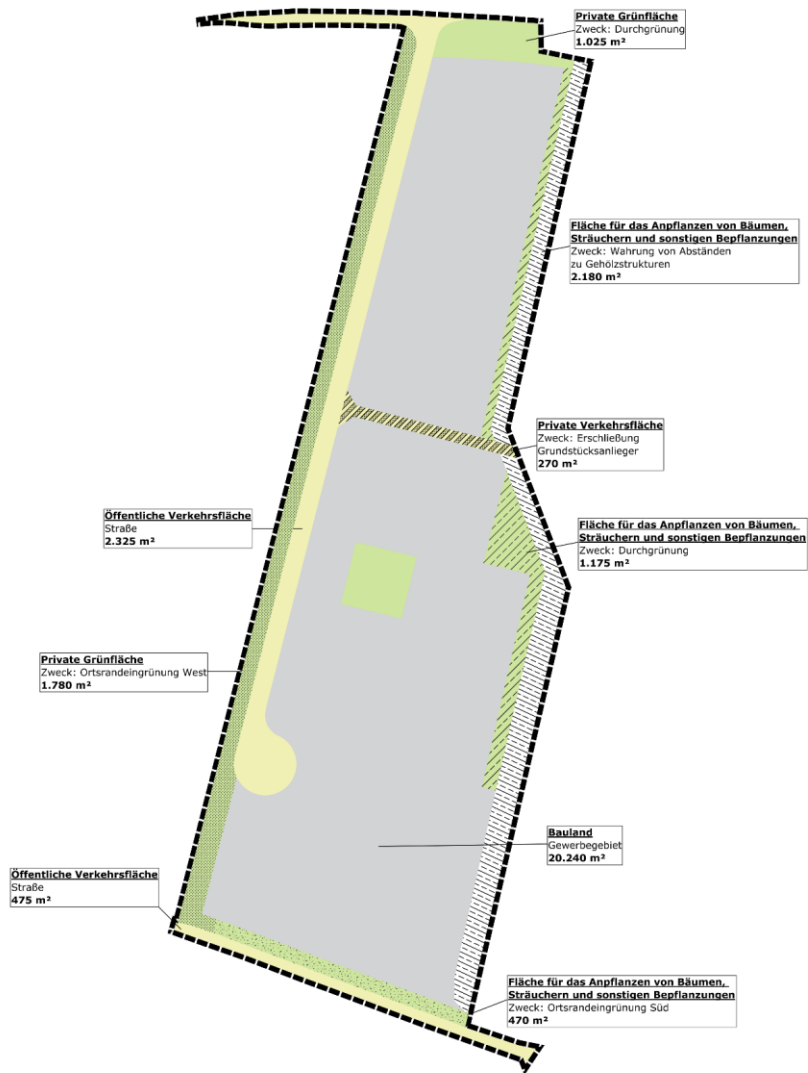 Private Grünfläche
Zweck: Durchgrünung
1.025 m²
Fläche für das Anpflanzen von Bäumen,
Sträuchern und sonstigen Bepflanzungen
Zweck: Wahrung von Abständen
zu Gehölzstrukturen
2.180 m²
Private Verkehrsfläche
Zweck: Erschließung
Grundstücksanlieger
270 m²
Öffentliche Verkehrsfläche
Straße
2.325 m²
Fläche für das Anpflanzen von Bäumen,
Sträuchern und sonstigen Bepflanzungen
Zweck: Durchgrünung
1.175 m²
Private Grünfläche
Zweck: Ortsrandeingrünung West
1.780 m²
Bauland
Gewerbegebiet
20.240 m²
Öffentliche Verkehrsfläche
Straße
475 m²
Fläche für das Anpflanzen von Bäumen,
Sträuchern und sonstigen Bepflanzungen
Zweck: Ortsrandeingrünung Süd
470 m²